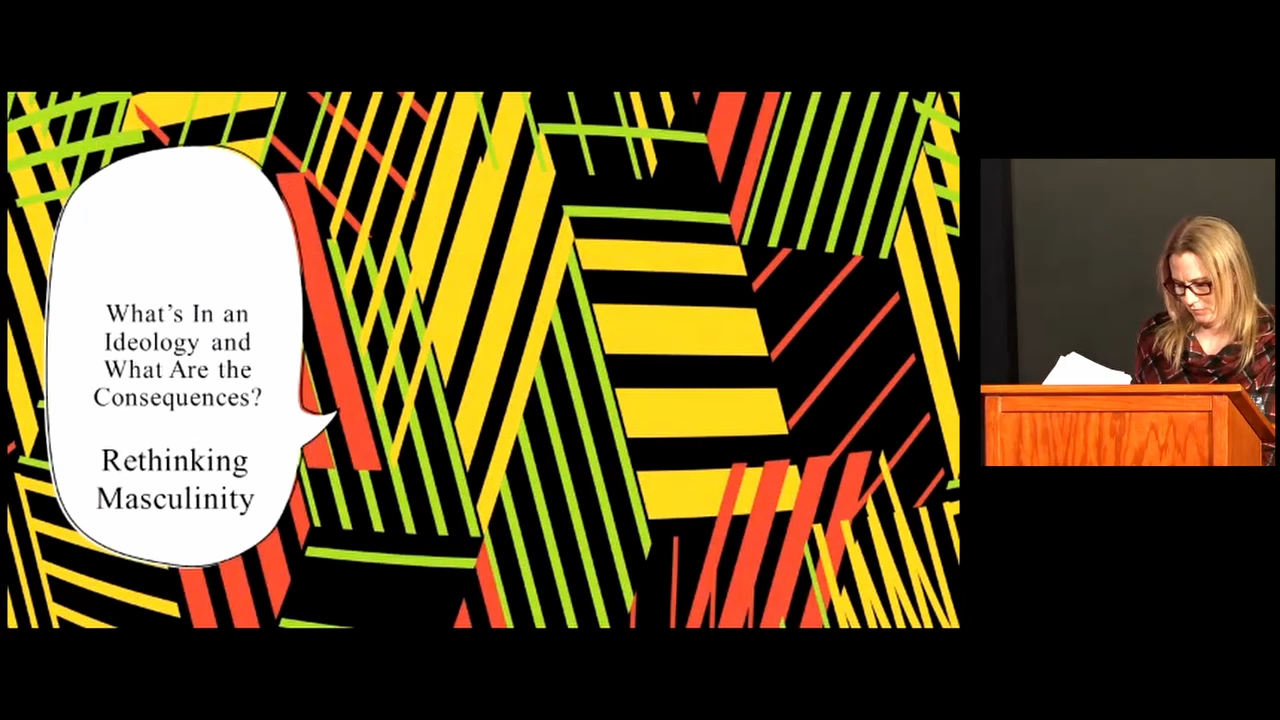 What's In an
Ideology and
What Are the
Consequences?
Rethinking
Masculinity